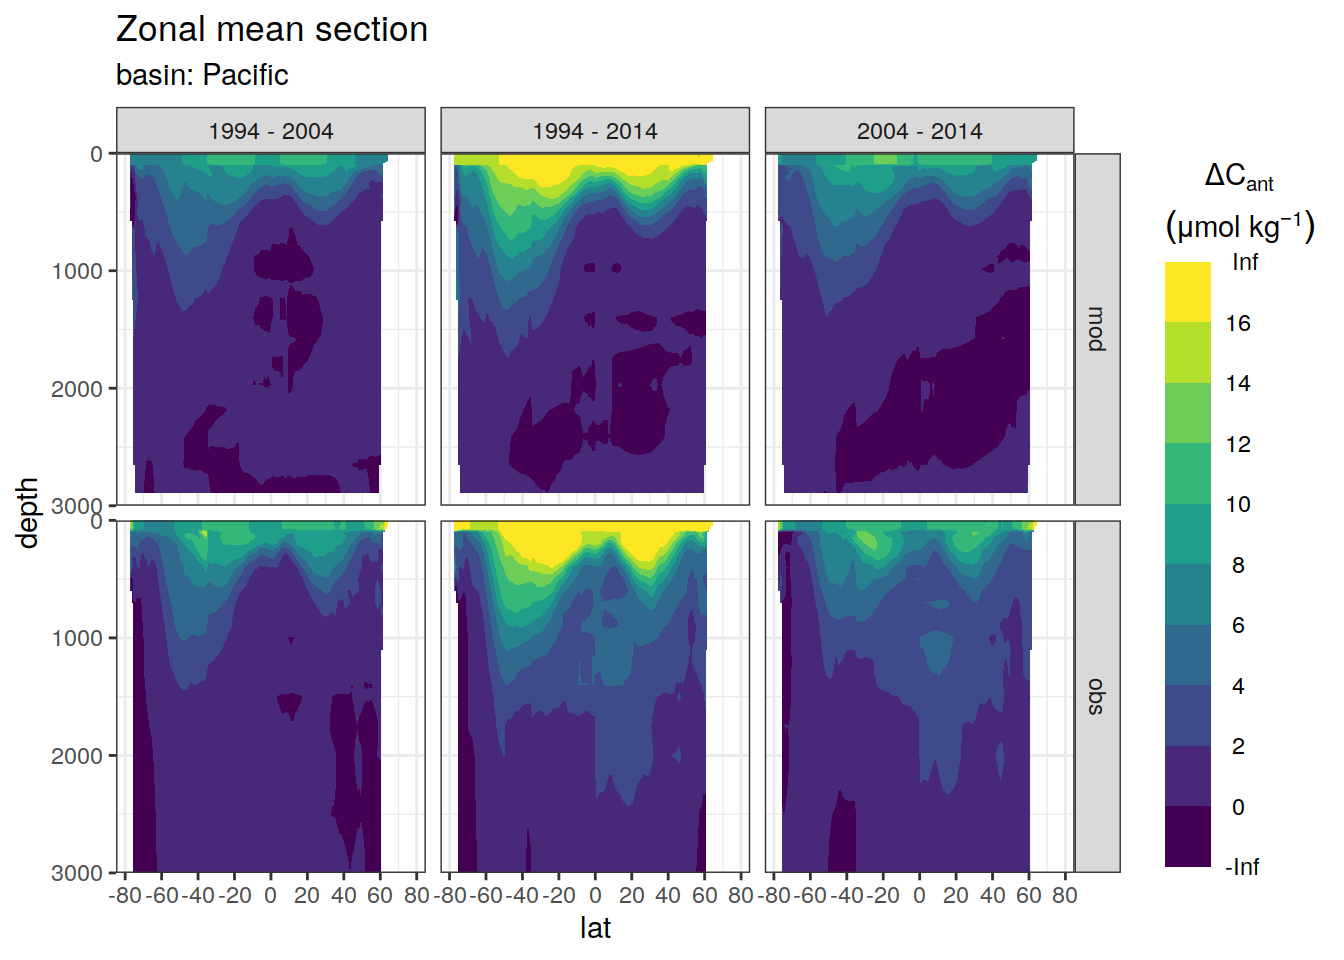 Zonal mean section
basin: Pacific
1994 - 2004
1994 - 2014
2004 - 2014
0
1000
2000
3000
mod
0
1000
2000
3000
obs
depth
-80 -60 -40 -20 0 20 40 60 80
-80 -60 -40 -20 0 20 40 60 80
-80 -60 -40 -20 0 20 40 60 80
lat
ΔCant
(μmol kg⁻¹)
Inf
16
14
12
10
8
6
4
2
0
-Inf